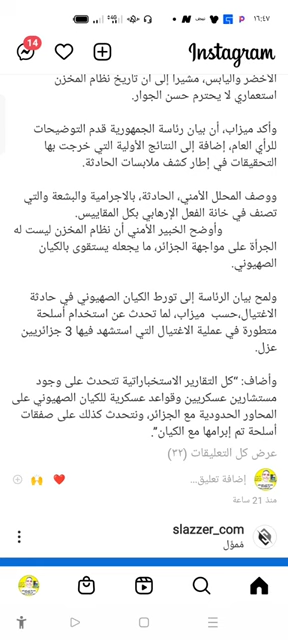 ١٦:٤٧
14
Instagram
الأخضر واليابس، مشيرا إلى أن تاريخ نظام المخزن
استعماري لا يحترم حسن الجوار.
وأكد ميزاب، أن بيان رئاسة الجمهورية قدم التوضيحات
للرأي العام، إضافة إلى النتائج الأولية التي خرجت بها
التحقيقات في إطار كشف ملابسات الحادثة.
ووصف المحلل الأمني، الحادثة، بالاجرامية والبشعة والتي
تصنف في خانة الفعل الإرهابي بكل المقاييس.
وأوضح الخبير الأمني أن نظام المخزن ليست له
الجرأة على مواجهة الجزائر، ما يجعله يستقوى بالكيان
الصهيوني.
ولمح بيان الرئاسة إلى تورط الكيان الصهيوني في حادثة
الاغتيال،حسب ميزاب، لما تحدث عن استخدام أسلحة
متطورة في عملية الاغتيال التي استشهد فيها 3 جزائريين
عزل.
وأضاف: "كل التقارير الاستخباراتية تتحدث على وجود
مستشارين عسكريين وقواعد عسكرية للكيان الصهيوني على
المحاور الحدودية مع الجزائر، ونتحدث كذلك على صفقات
أسلحة تم إبرامها مع الكيان".
عرض كل التعليقات (٣٢)
إضافة تعليق...
منذ 21 ساعة
slazzer_com
مُموَّل